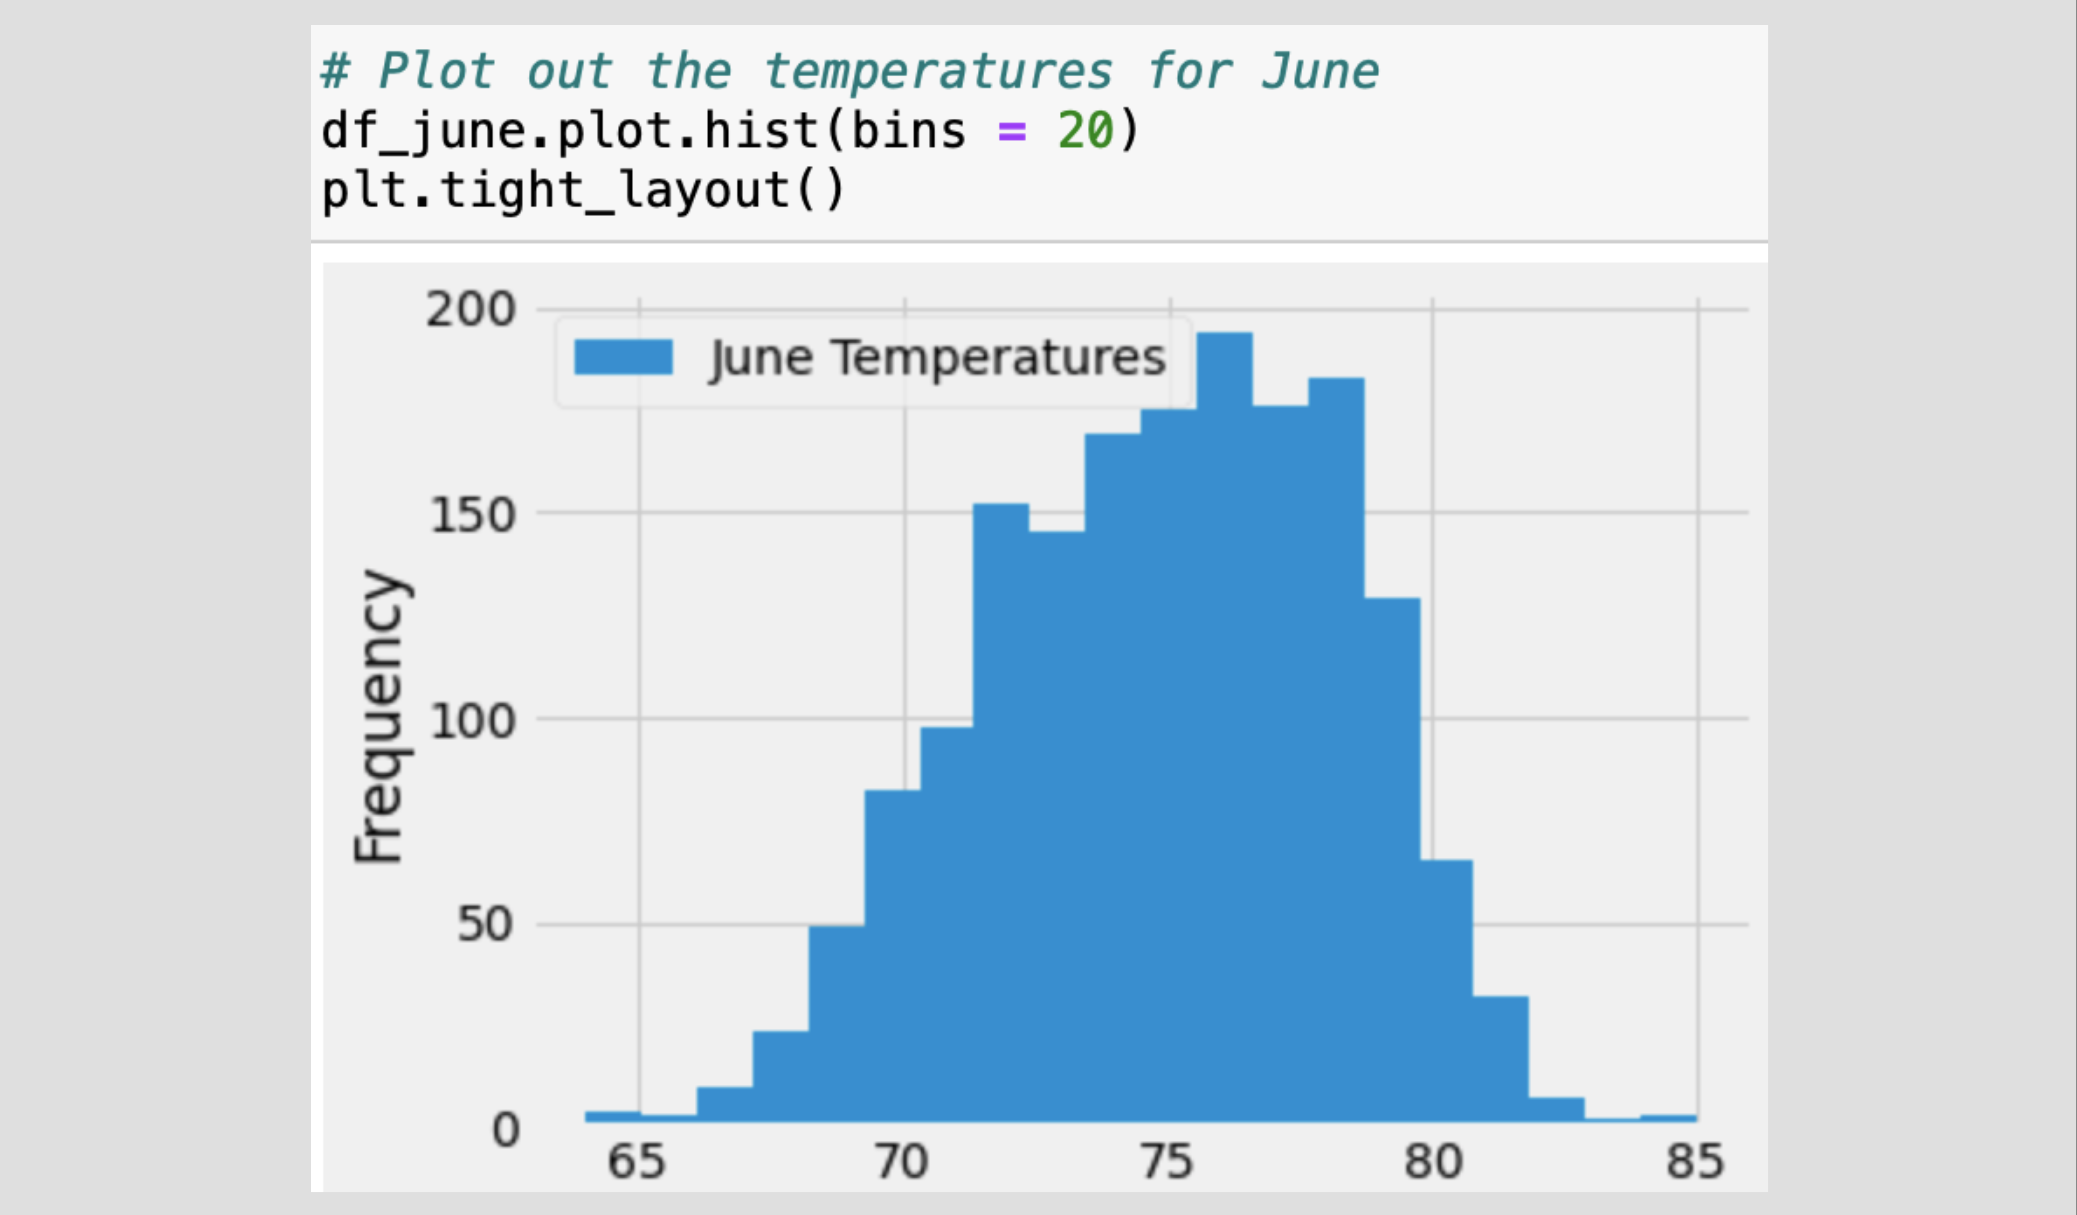 # Plot out the temperatures for June
df_june.plot.hist(bins = 20)
plt.tight_layout()
200
June Temperatures
150
100
50
0
Frequency
65 70 75 80 85